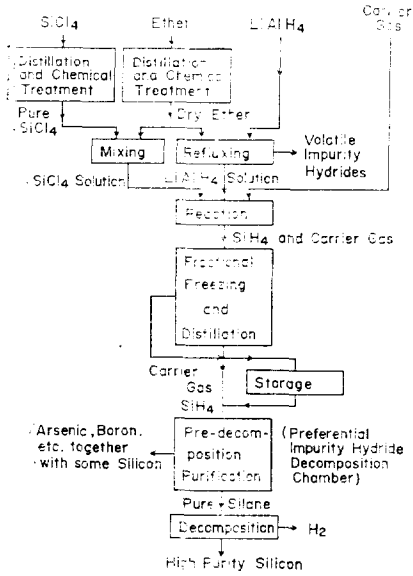 SiCl4 Ether LiAlH4 Carrier
Gas
Distillation
and Chemical
Treatment
Distillation
and Chemical
Treatment
Pure
SiCl4
Dry Ether
Mixing
Refluxing
Volatile
Impurity
Hydrides
SiCl4 Solution
LiAlH4 Solution
Reaction
SiH4 and Carrier Gas
Fractional
Freezing
and
Distillation
Carrier
Gas
SiH4
Storage
Arsenic, Boron,
etc. together
with some Silicon
Pre-decom-
position
Purification
(Preferential
Impurity Hydride
Decomposition
Chamber)
Pure Silane
Decomposition
H2
High Purity Silicon